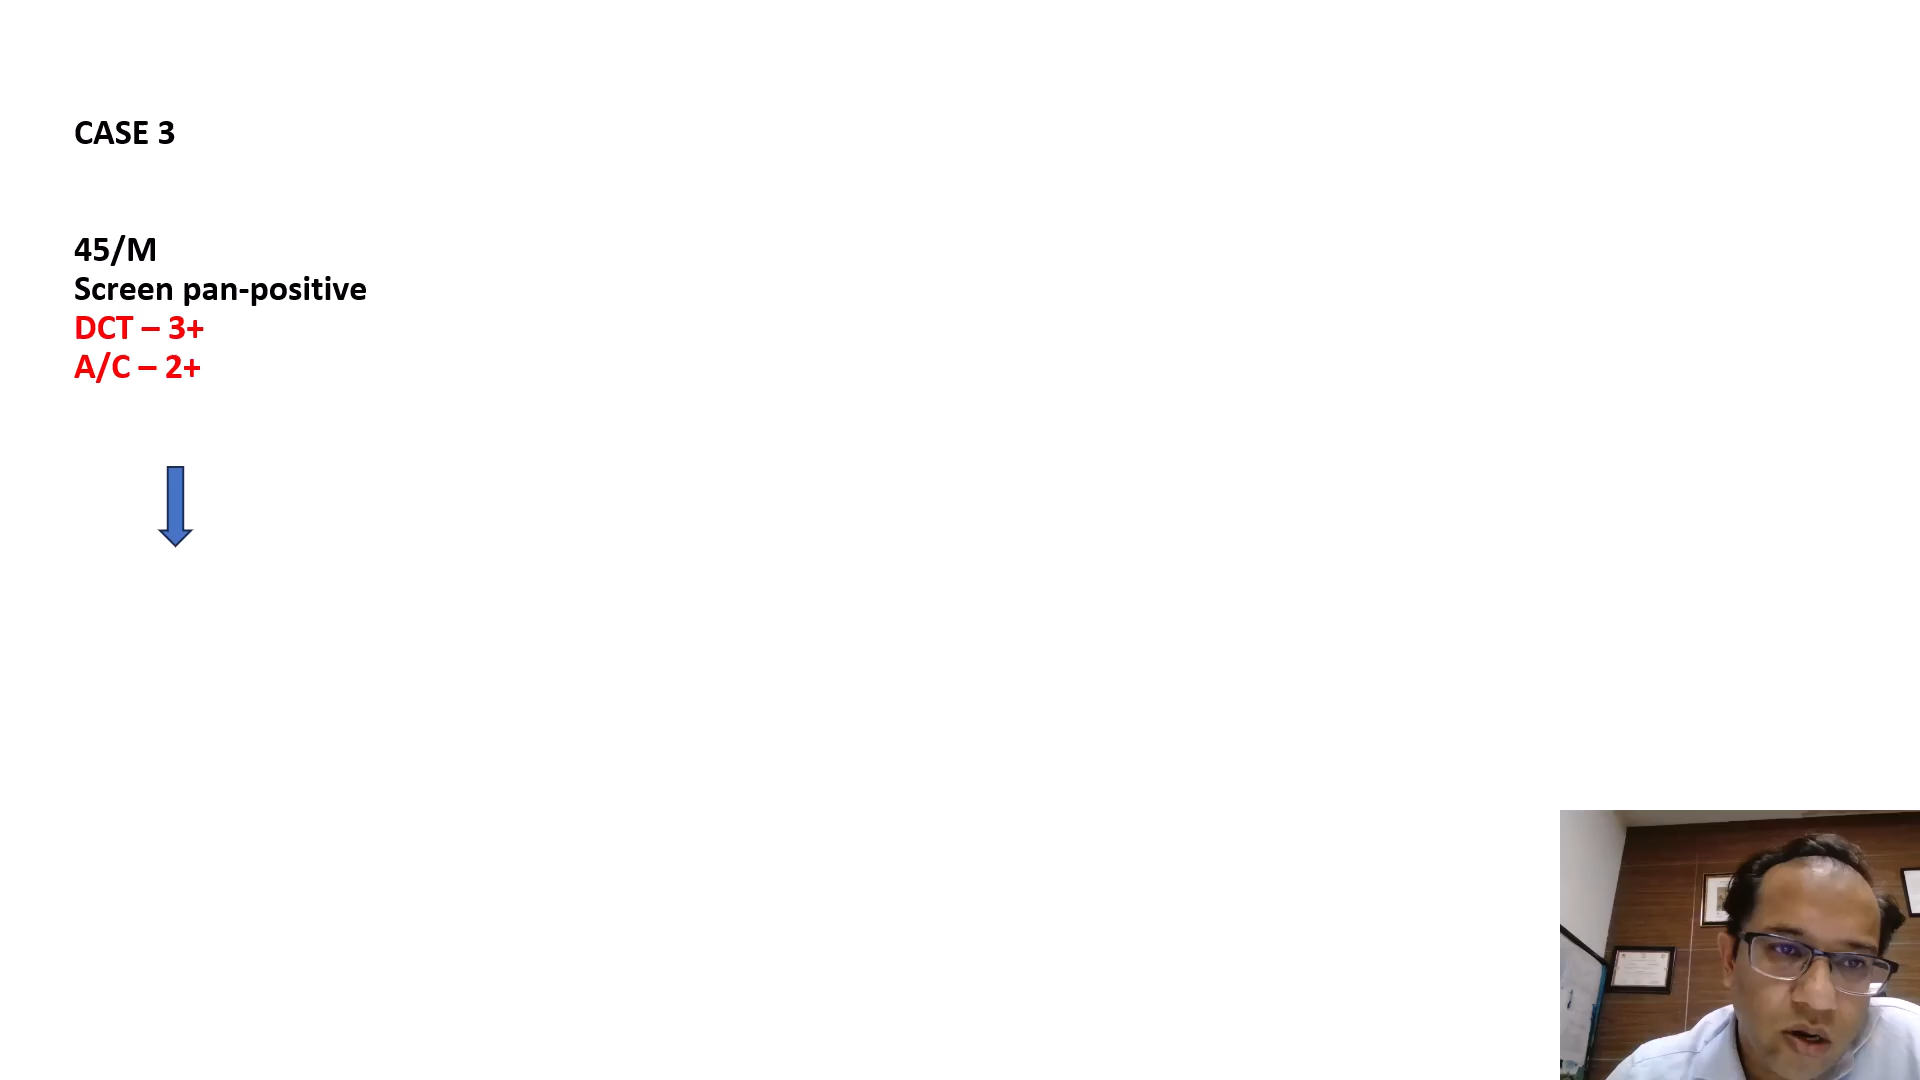 CASE 3
45/M
Screen pan-positive
DCT – 3+
A/C – 2+